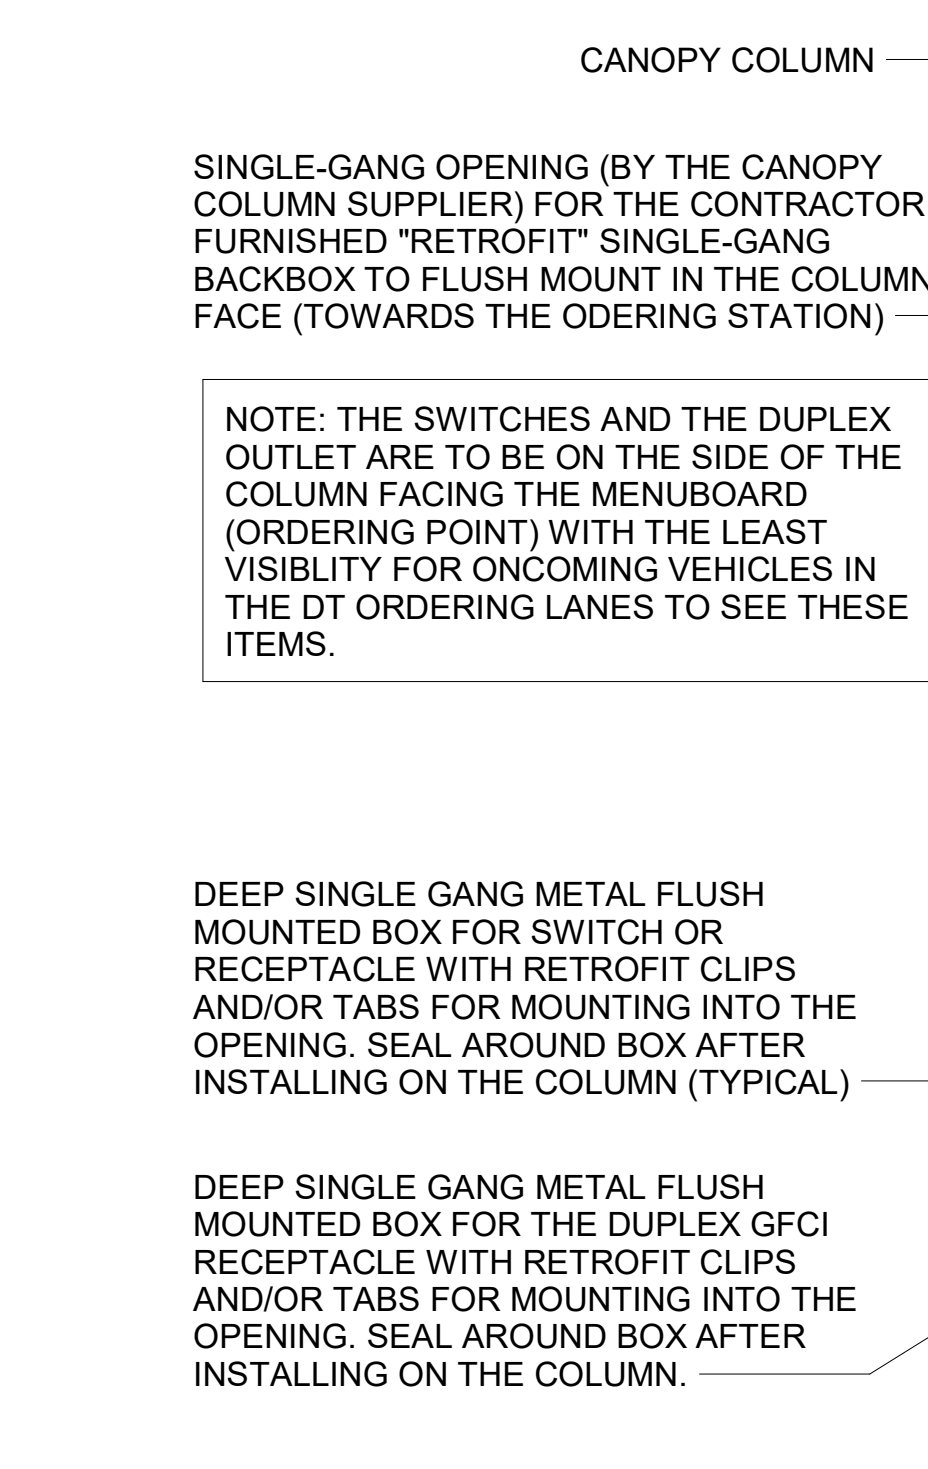 CANOPY COLUMN
SINGLE-GANG OPENING (BY THE CANOPY
COLUMN SUPPLIER) FOR THE CONTRACTOR
FURNISHED "RETROFIT" SINGLE-GANG
BACKBOX TO FLUSH MOUNT IN THE COLUMN
FACE (TOWARDS THE ODERING STATION)
NOTE: THE SWITCHES AND THE DUPLEX
OUTLET ARE TO BE ON THE SIDE OF THE
COLUMN FACING THE MENUBOARD
(ORDERING POINT) WITH THE LEAST
VISIBLITY FOR ONCOMING VEHICLES IN
THE DT ORDERING LANES TO SEE THESE
ITEMS.
DEEP SINGLE GANG METAL FLUSH
MOUNTED BOX FOR SWITCH OR
RECEPTACLE WITH RETROFIT CLIPS
AND/OR TABS FOR MOUNTING INTO THE
OPENING. SEAL AROUND BOX AFTER
INSTALLING ON THE COLUMN (TYPICAL)
DEEP SINGLE GANG METAL FLUSH
MOUNTED BOX FOR THE DUPLEX GFCI
RECEPTACLE WITH RETROFIT CLIPS
AND/OR TABS FOR MOUNTING INTO THE
OPENING. SEAL AROUND BOX AFTER
INSTALLING ON THE COLUMN.